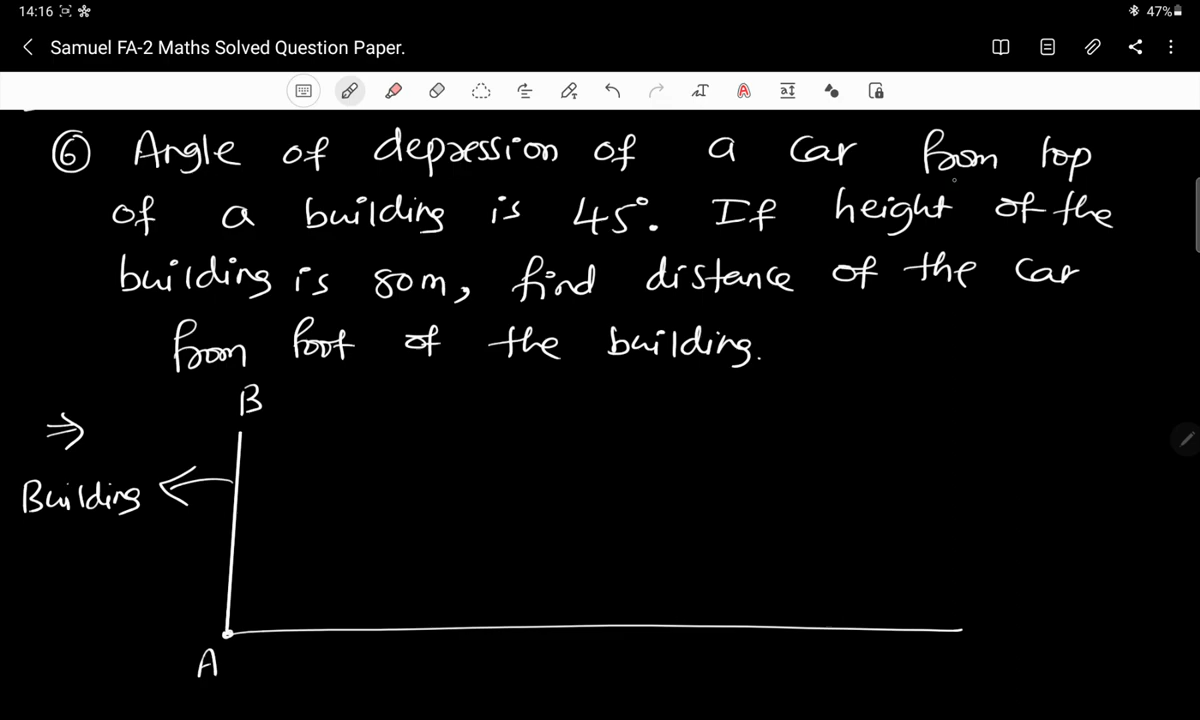 14:16
47%
Samuel FA-2 Maths Solved Question Paper.
⑥ Angle of depression of a car from top
of a building is 45°. If height of the
building is 80m, find distance of the car
from foot of the building.
B
⇒
Building
A